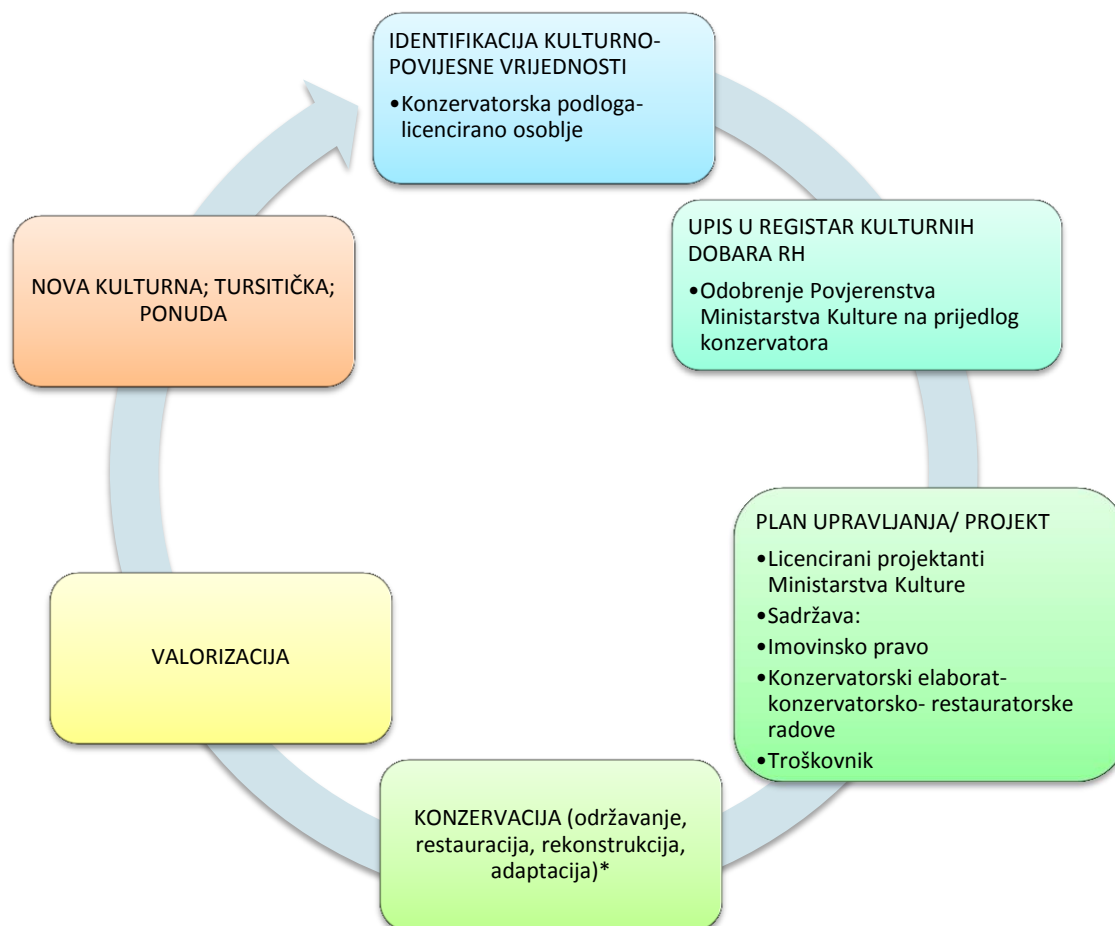 IDENTIFIKACIJA KULTURNO-
POVIJESNE VRIJEDNOSTI
•Konzervatorska podloga-
licencirano osoblje
UPIS U REGISTAR KULTURNIH
DOBARA RH
•Odobrenje Povjerenstva
Ministarstva Kulture na prijedlog
konzervatora
PLAN UPRAVLJANJA/ PROJEKT
•Licencirani projektanti
Ministarstva Kulture
•Sadržava:
•Imovinsko pravo
•Konzervatorski elaborat-
konzervatorsko- restauratorske
radove
•Troškovnik
KONZERVACIJA (održavanje,
restauracija, rekonstrukcija,
adaptacija)*
VALORIZACIJA
NOVA KULTURNA; TURSITIČKA;
PONUDA